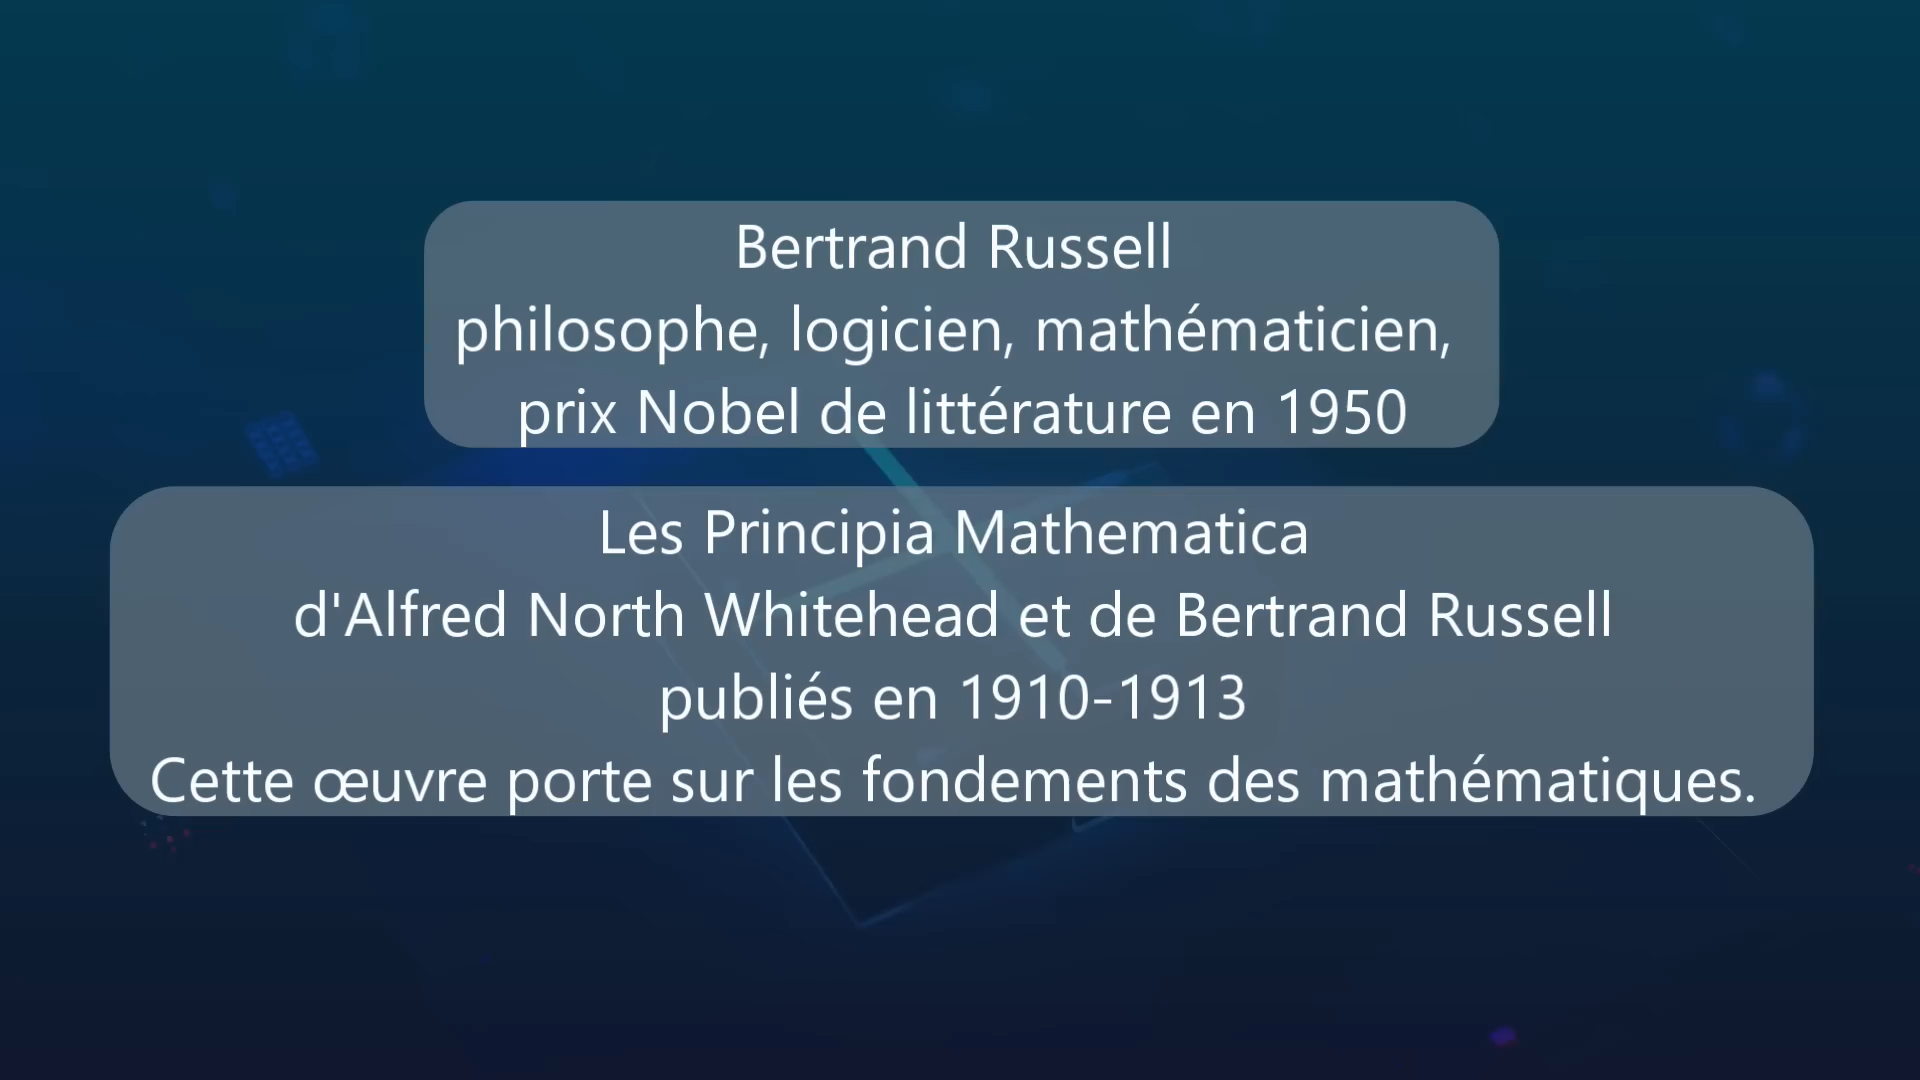 Bertrand Russell
philosophe, logicien, mathématicien,
prix Nobel de littérature en 1950
Les Principia Mathematica
d'Alfred North Whitehead et de Bertrand Russell
publiés en 1910-1913
Cette œuvre porte sur les fondements des mathématiques.